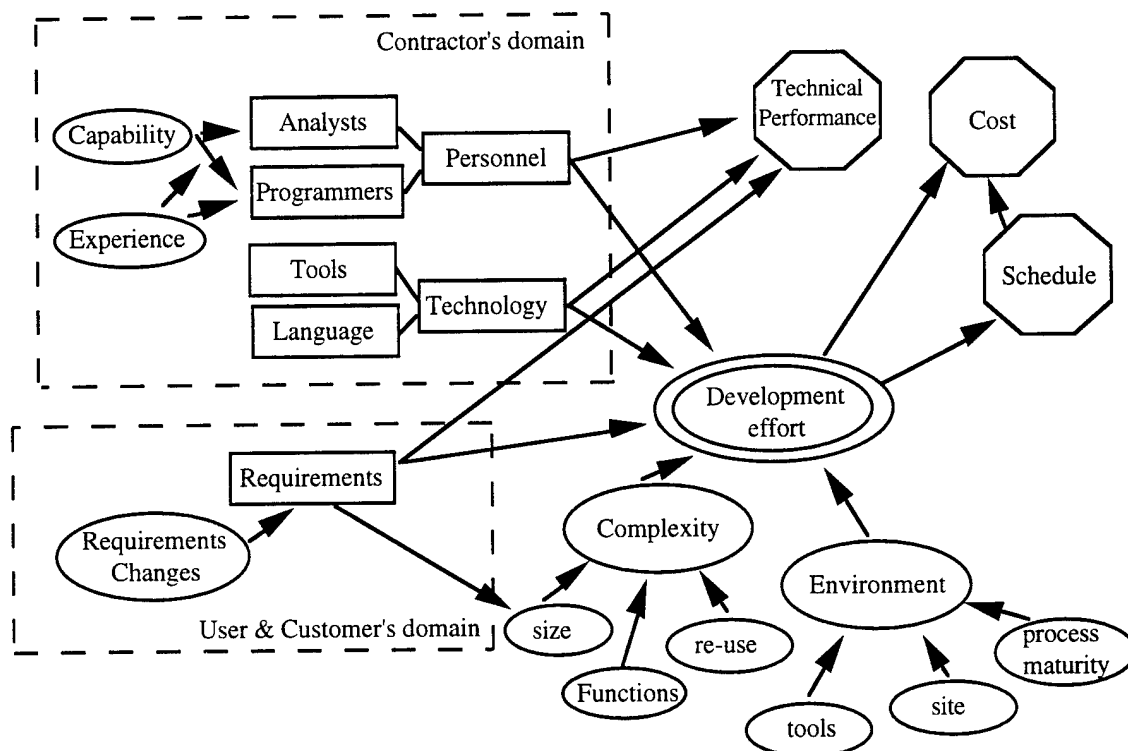 Contractor's domain
Technical
Performance
Cost
Capability
Analysts
Personnel
Programmers
Experience
Tools
Technology
Language
Schedule
Development
effort
Requirements
Requirements
Changes
User & Customer's domain
Complexity
Environment
size
re-use
Functions
process
maturity
tools
site